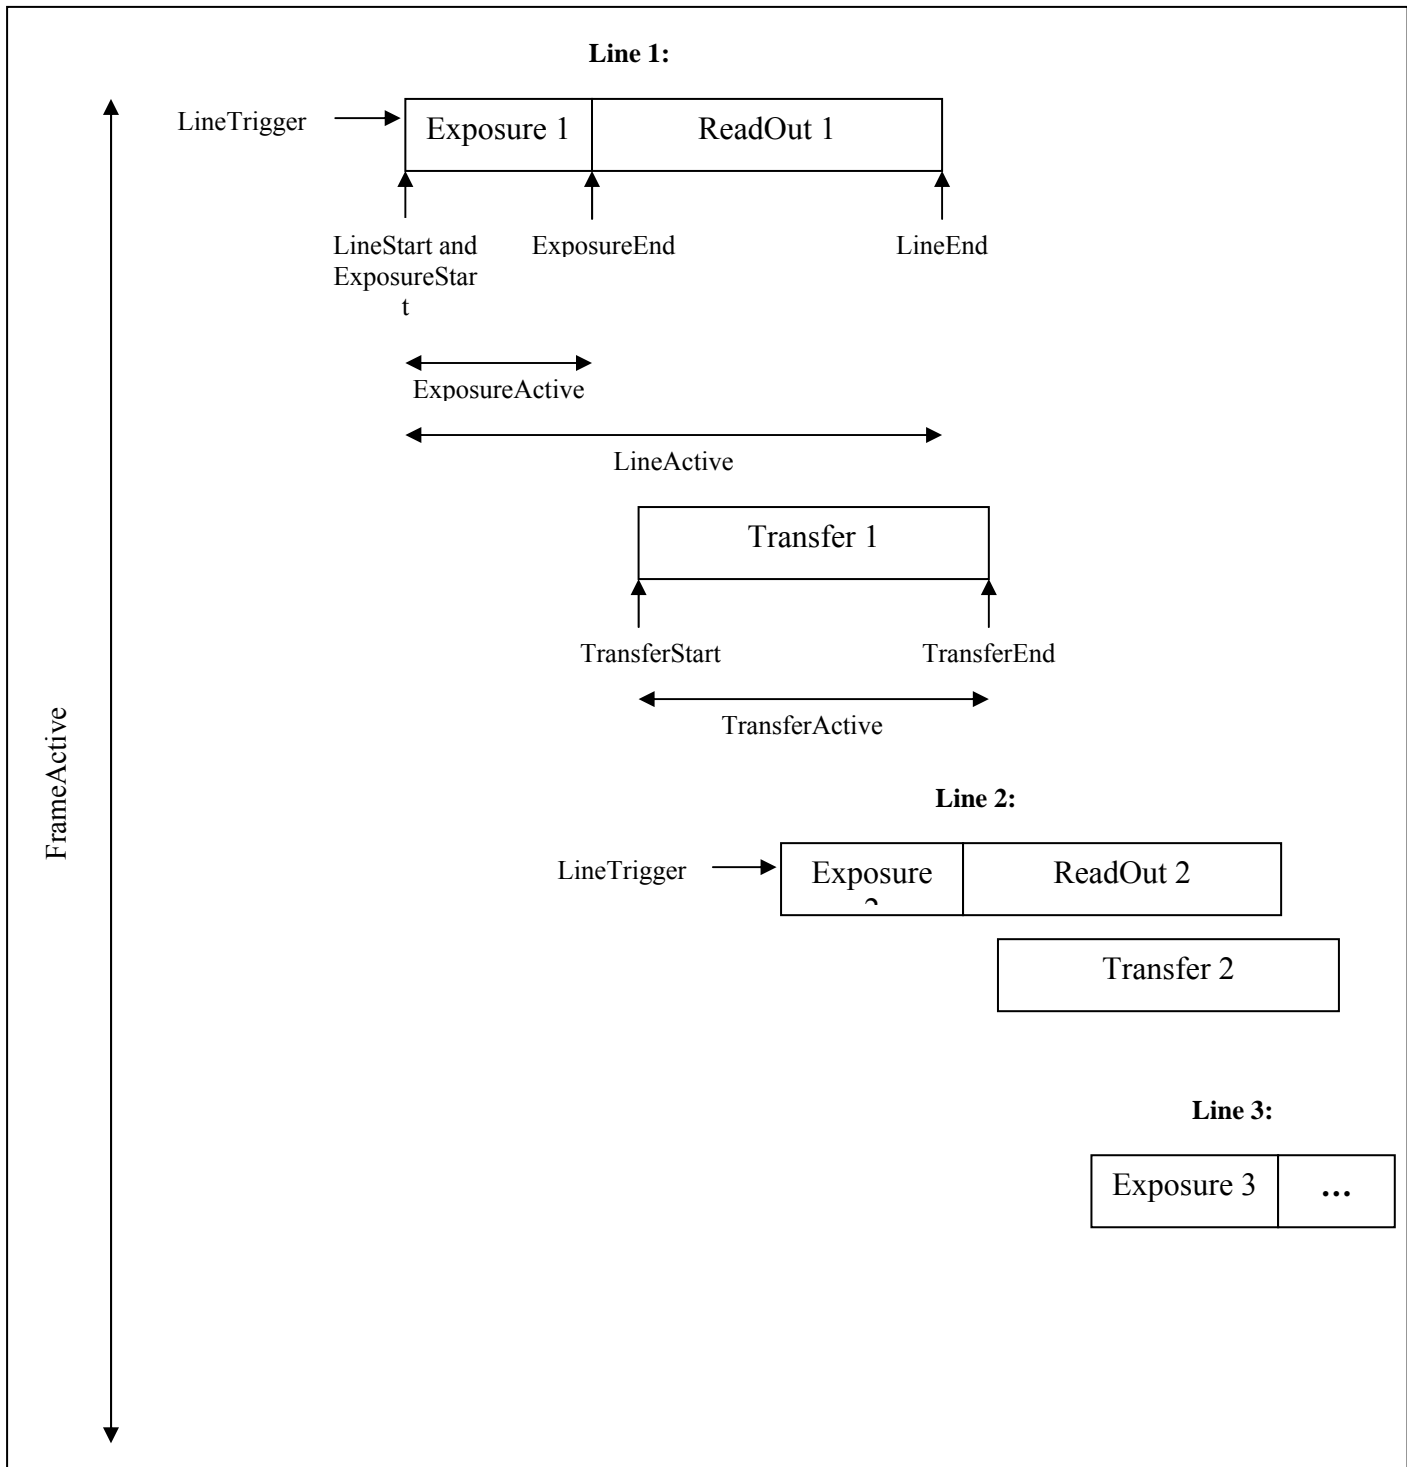 Line 1:
LineTrigger
Exposure 1
ReadOut 1
LineStart and
ExposureStar
t
ExposureEnd
LineEnd
ExposureActive
LineActive
Transfer 1
TransferStart
TransferEnd
TransferActive
FrameActive
Line 2:
LineTrigger
Exposure
ReadOut 2
Transfer 2
Line 3:
Exposure 3
...